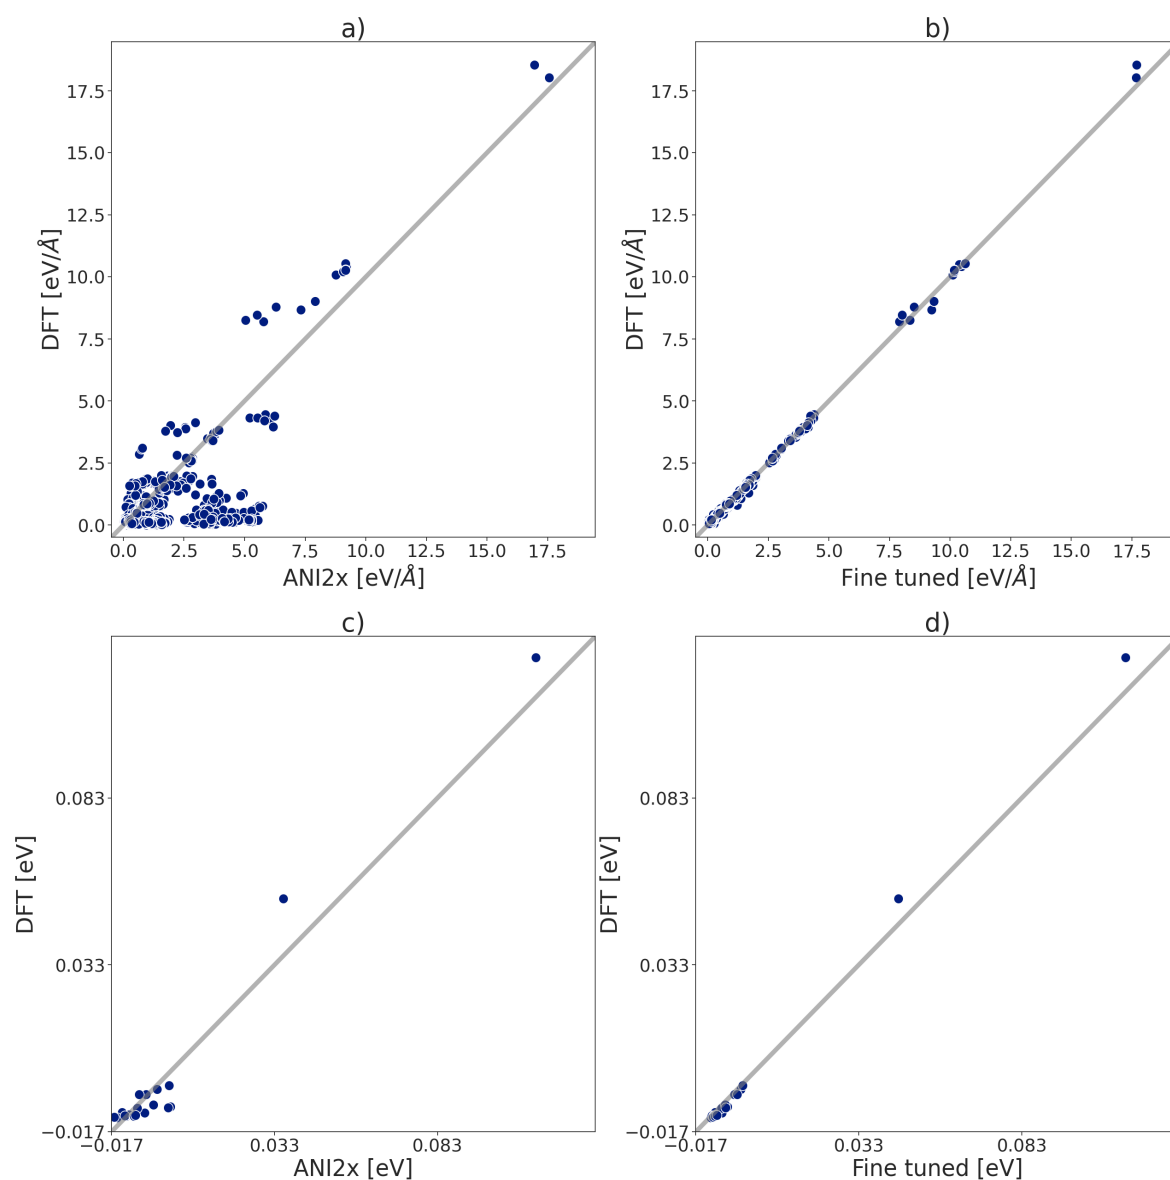 a)
b)
DFT [eV/Å]
17.5
15.0
12.5
10.0
7.5
5.0
2.5
0.0
0.0 2.5 5.0 7.5 10.0 12.5 15.0 17.5
ANI2x [eV/Å]
DFT [eV/Å]
17.5
15.0
12.5
10.0
7.5
5.0
2.5
0.0
0.0 2.5 5.0 7.5 10.0 12.5 15.0 17.5
Fine tuned [eV/Å]
c)
d)
DFT [eV]
0.083
0.033
−0.017
−0.017 0.033 0.083
ANI2x [eV]
DFT [eV]
0.083
0.033
−0.017
−0.017 0.033 0.083
Fine tuned [eV]